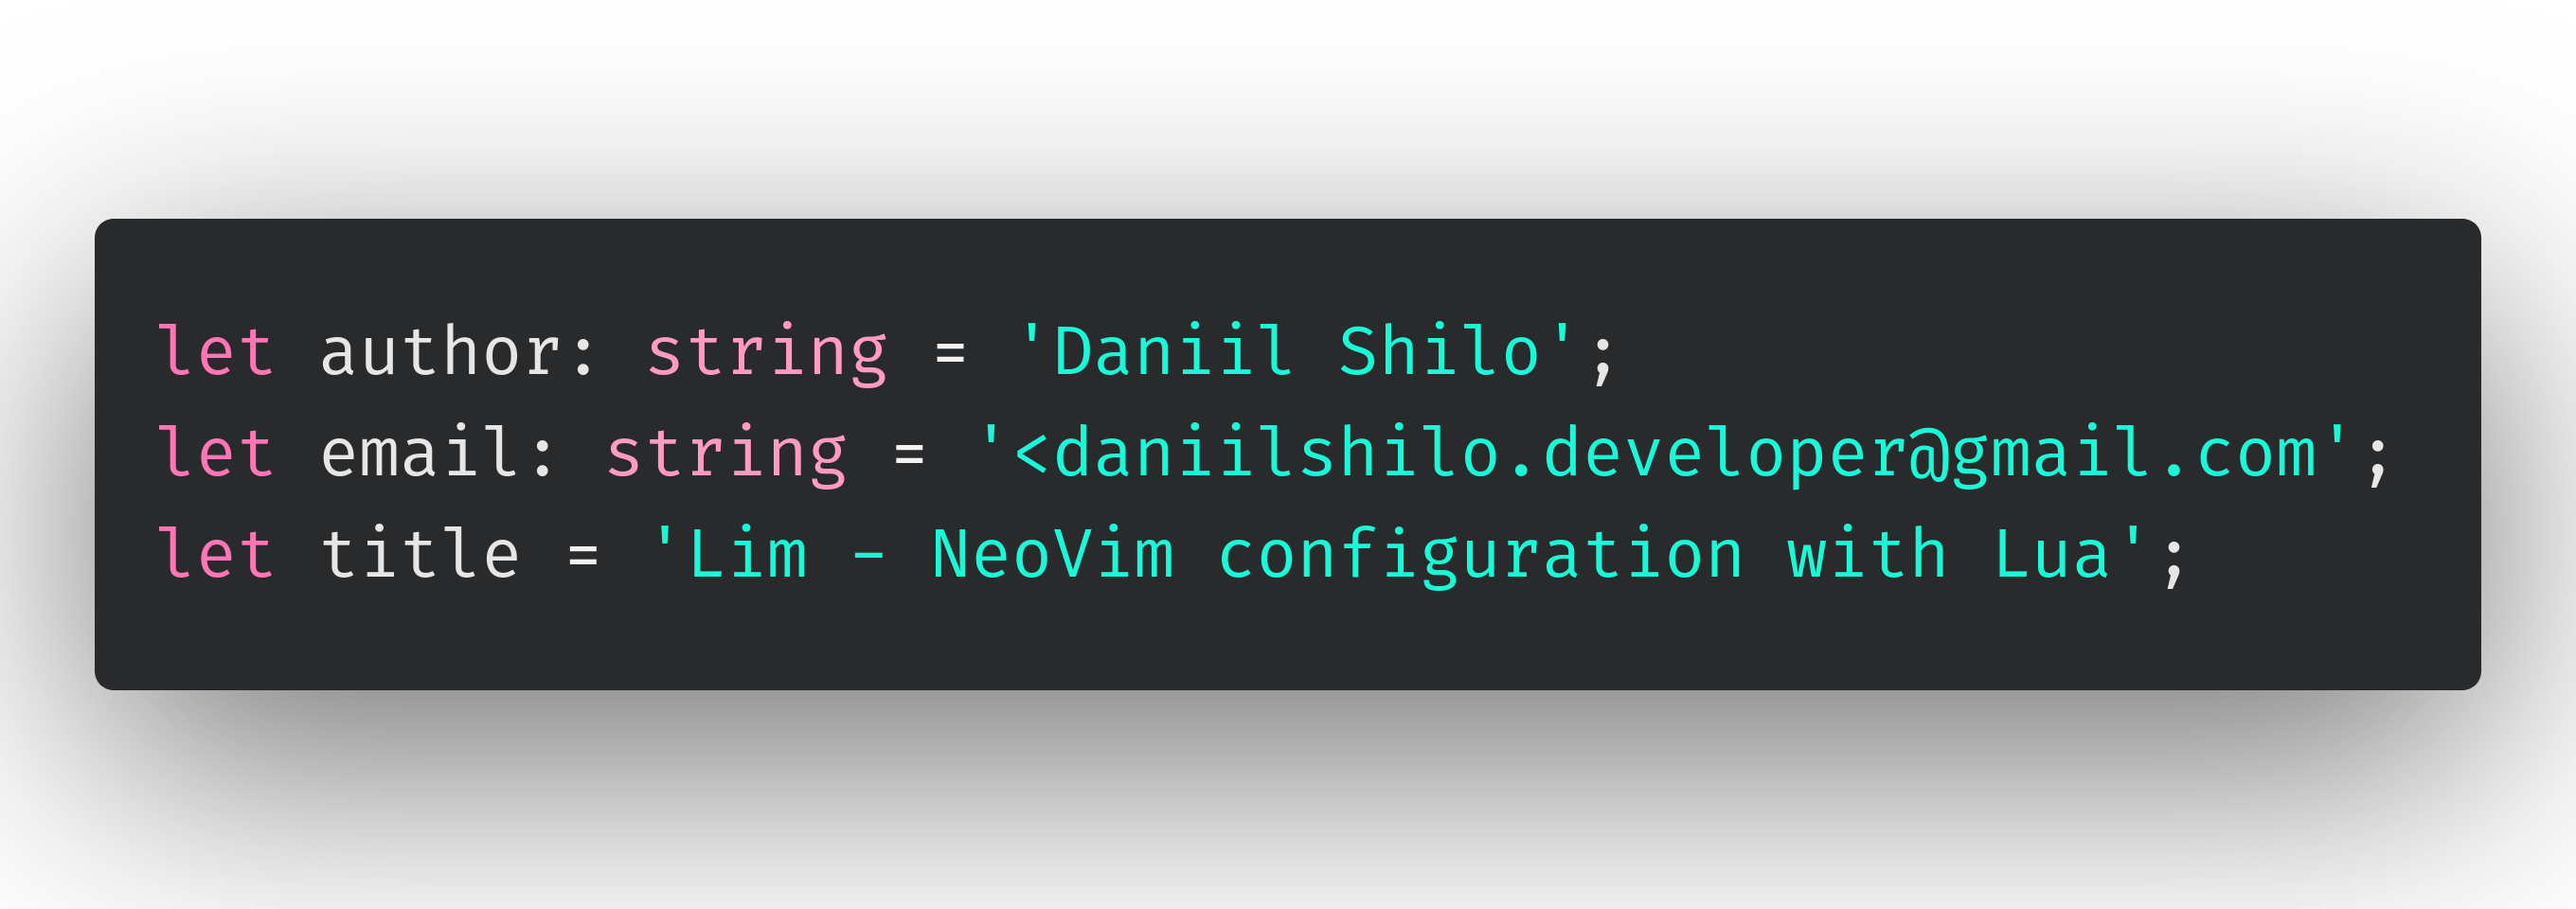 let author: string = 'Daniil Shilo';
let email: string = '<daniilshilo.developer@gmail.com';
let title = 'Lim - NeoVim configuration with Lua';